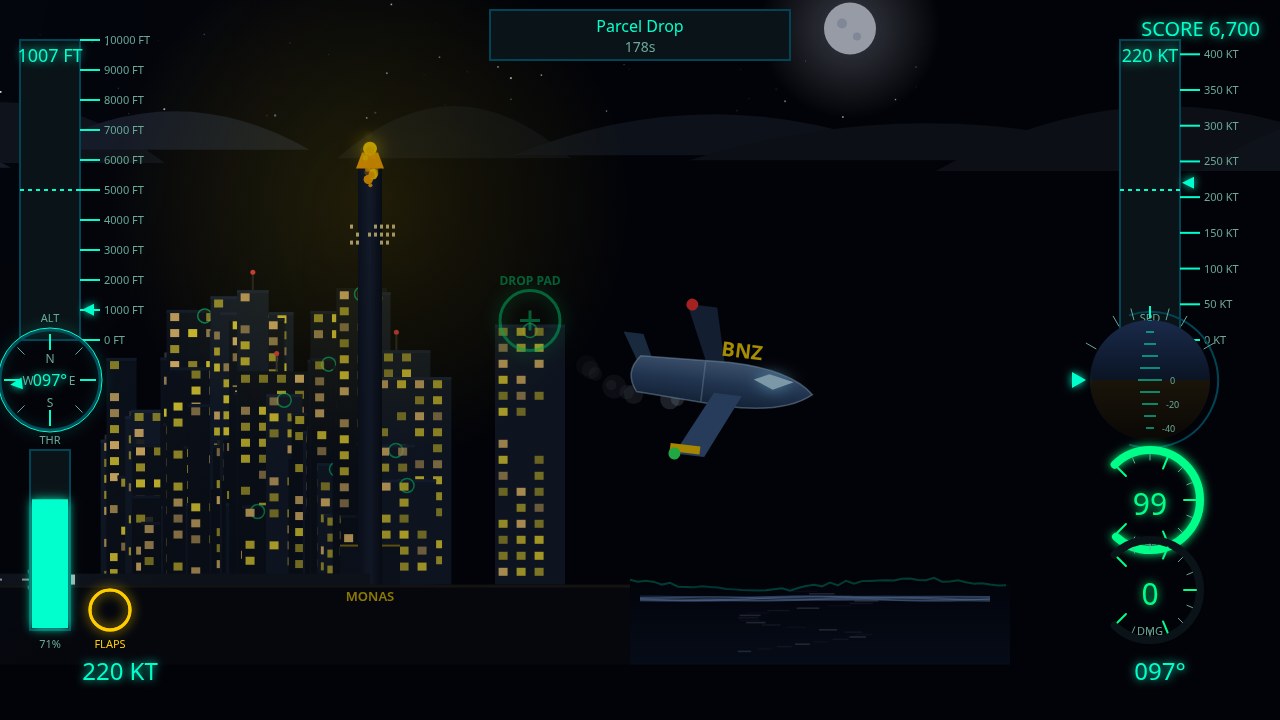 Parcel Drop
178s
SCORE 6,700
1007 FT
10000 FT
9000 FT
8000 FT
7000 FT
6000 FT
5000 FT
4000 FT
3000 FT
2000 FT
1000 FT
0 FT
ALT
N
W
097°
E
S
THR
71%
FLAPS
220 KT
DROP PAD
BNZ
MONAS
220 KT
400 KT
350 KT
300 KT
250 KT
200 KT
150 KT
100 KT
50 KT
0 KT
SPD
0
-20
-40
99
0
DMG
097°